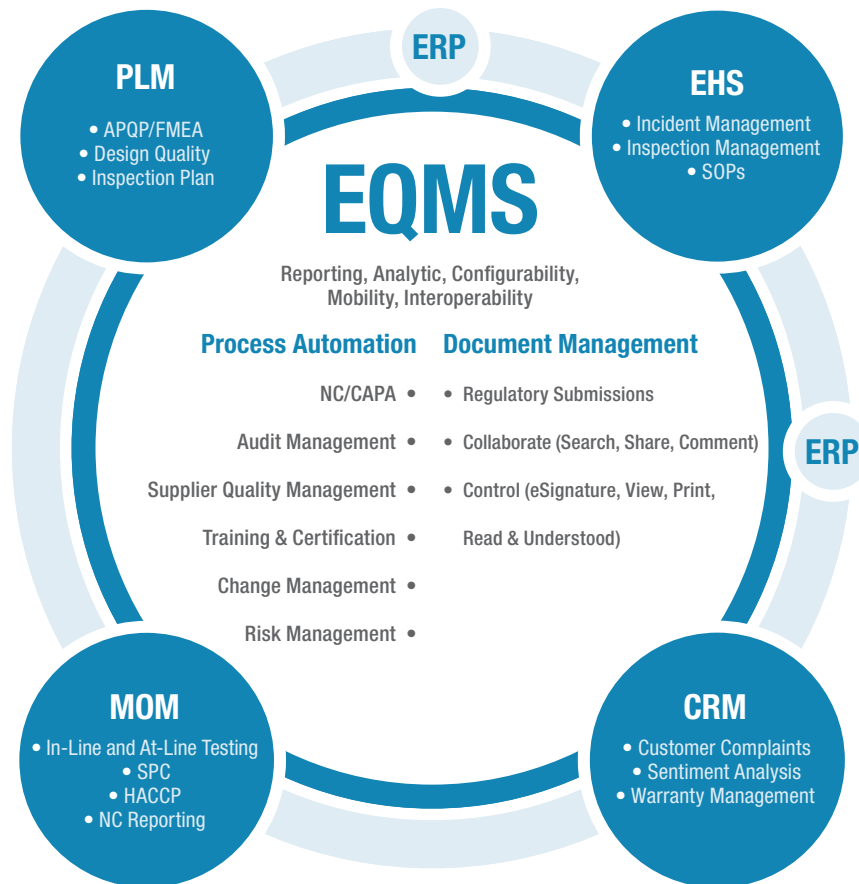 ERP
PLM
• APQP/FMEA
• Design Quality
• Inspection Plan
EHS
• Incident Management
• Inspection Management
• SOPs
EQMS
Reporting, Analytic, Configurability,
Mobility, Interoperability
Process Automation
NC/CAPA •
Audit Management •
Supplier Quality Management •
Training & Certification •
Change Management •
Risk Management •
Document Management
• Regulatory Submissions
• Collaborate (Search, Share, Comment)
• Control (eSignature, View, Print,
Read & Understood)
ERP
MOM
• In-Line and At-Line Testing
• SPC
• HACCP
• NC Reporting
CRM
• Customer Complaints
• Sentiment Analysis
• Warranty Management